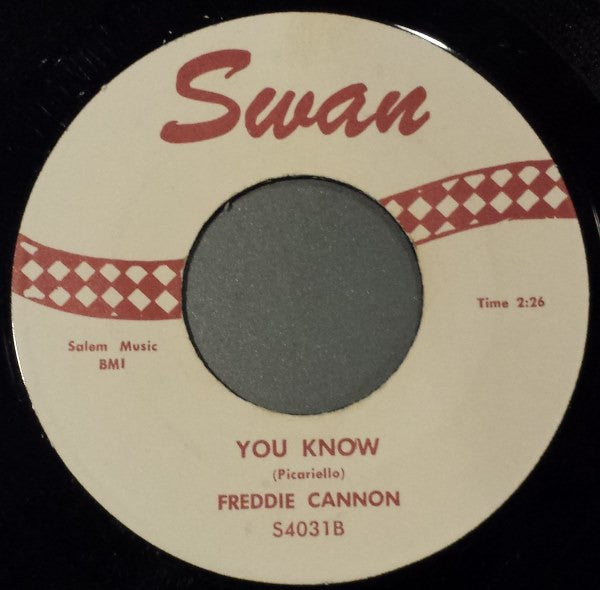 Swan
Time 2:26
Salem Music
BMI
YOU KNOW
(Picariello)
FREDDIE CANNON
S4031B